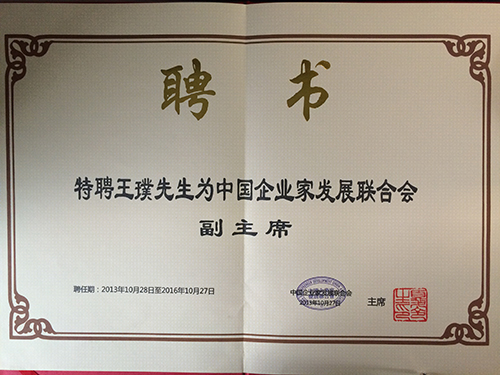 聘 书
特聘王璞先生为中国企业家发展联合会
副主席
聘任期：2013年10月28日至2016年10月27日
中国企业家发展联合会
2013年10月27日
主席